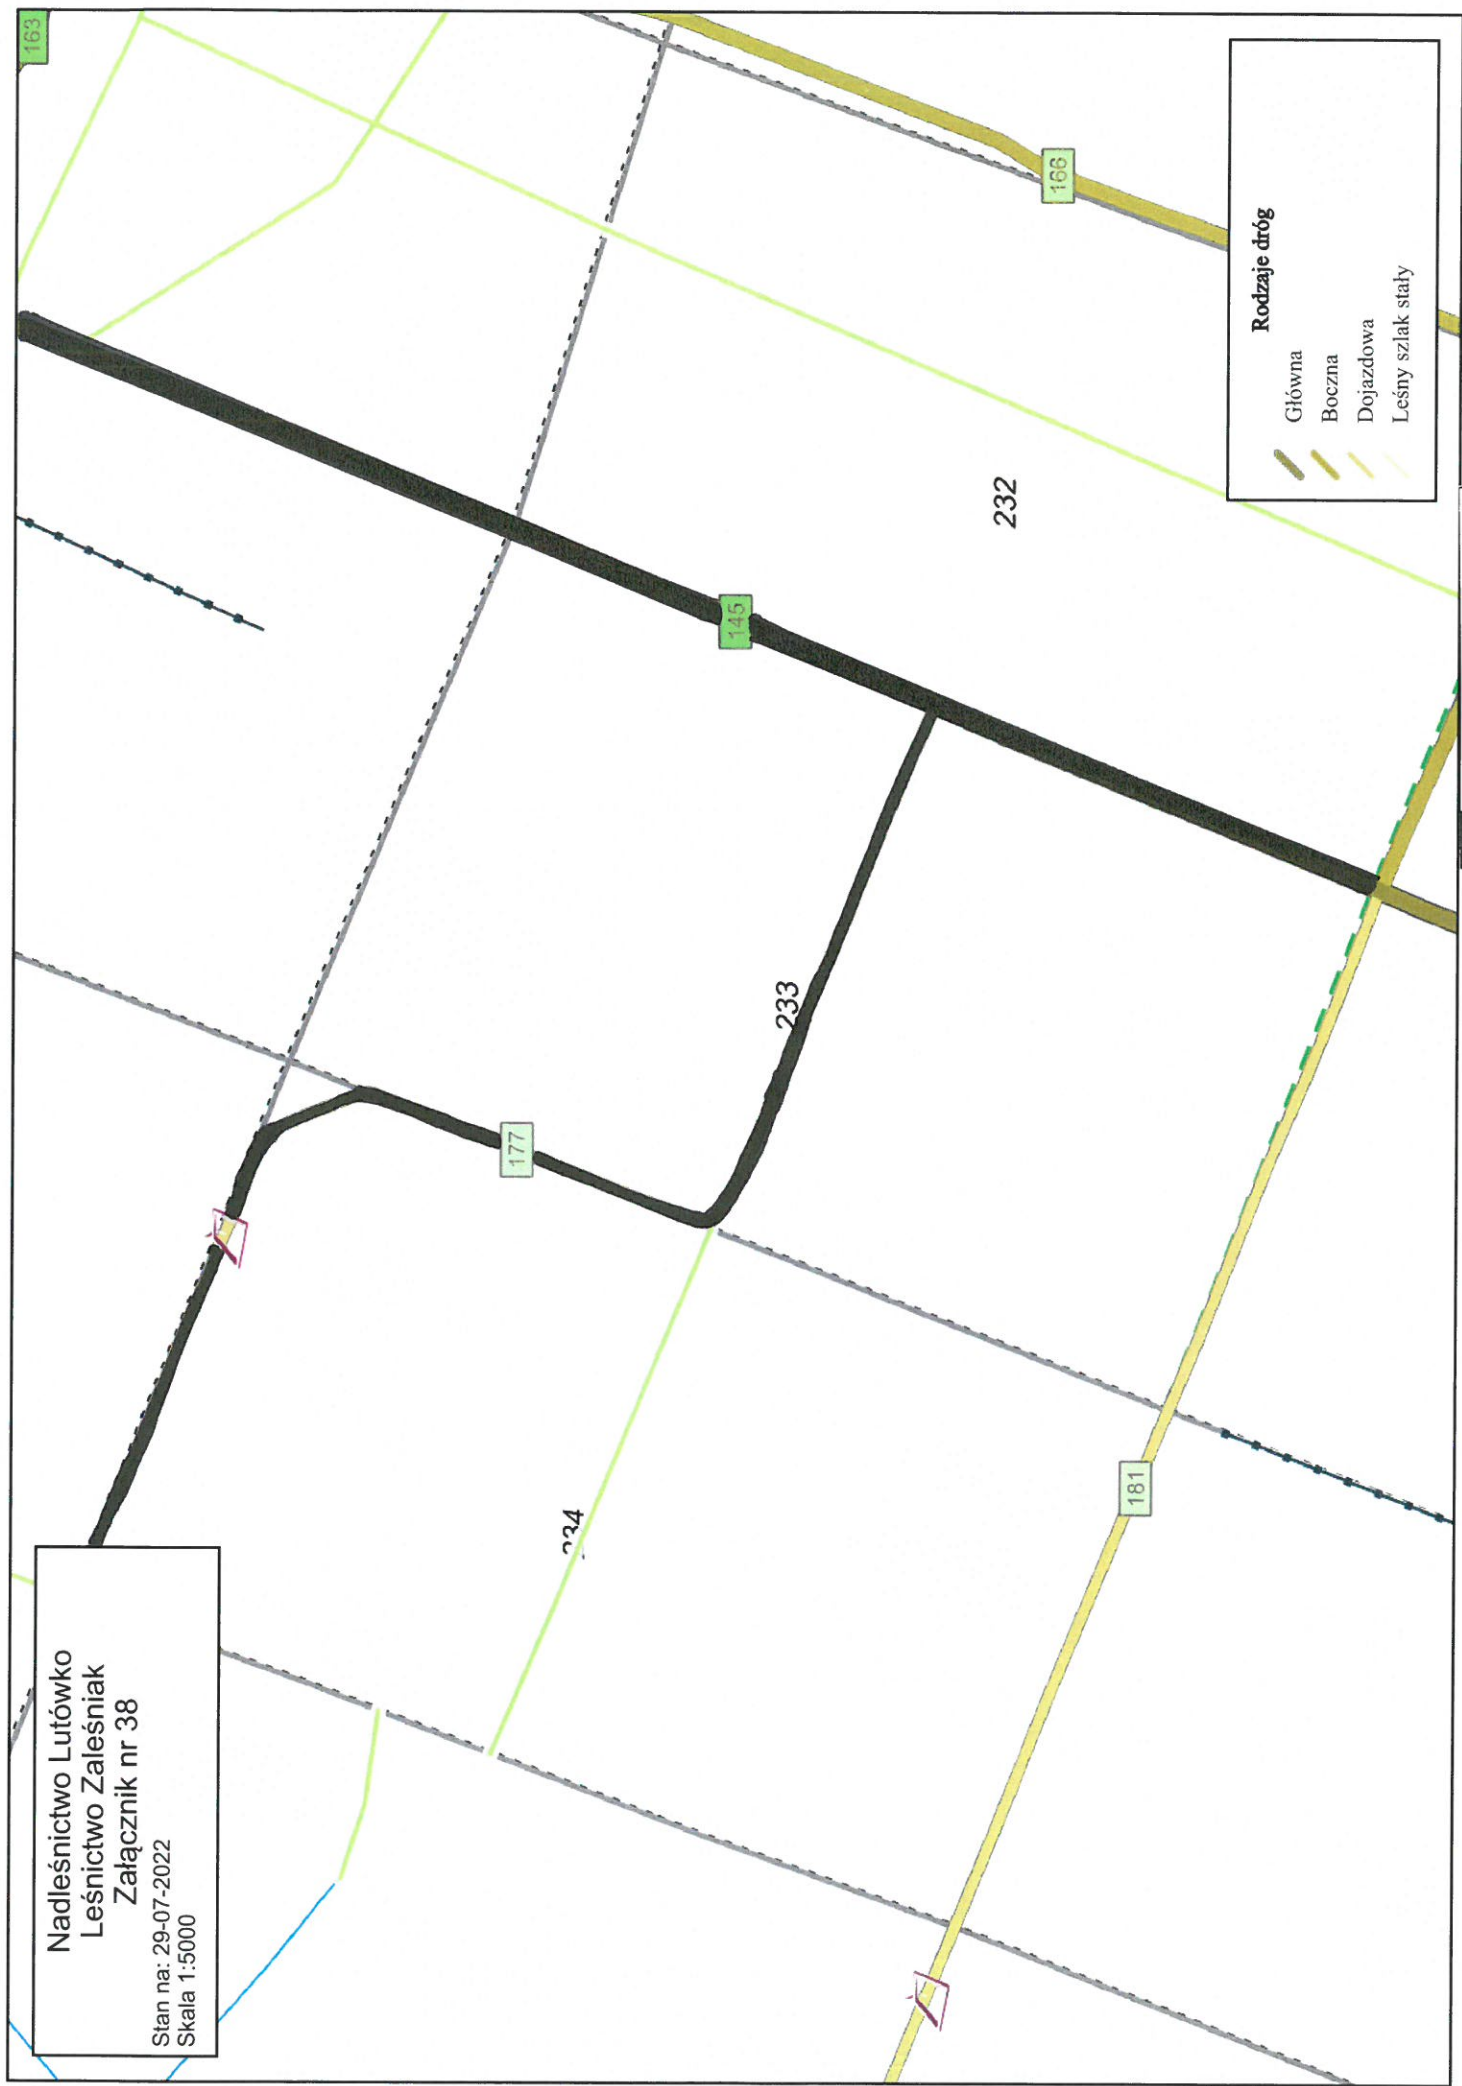 Nadleśnictwo Lutówko
Leśnictwo Zaleśniak
Załącznik nr 38
Stan na: 29-07-2022
Skala 1:5000
163
166
145
232
233
177
234
181
Rodzaje dróg
Główna
Boczna
Dojazdowa
Leśny szlak stały